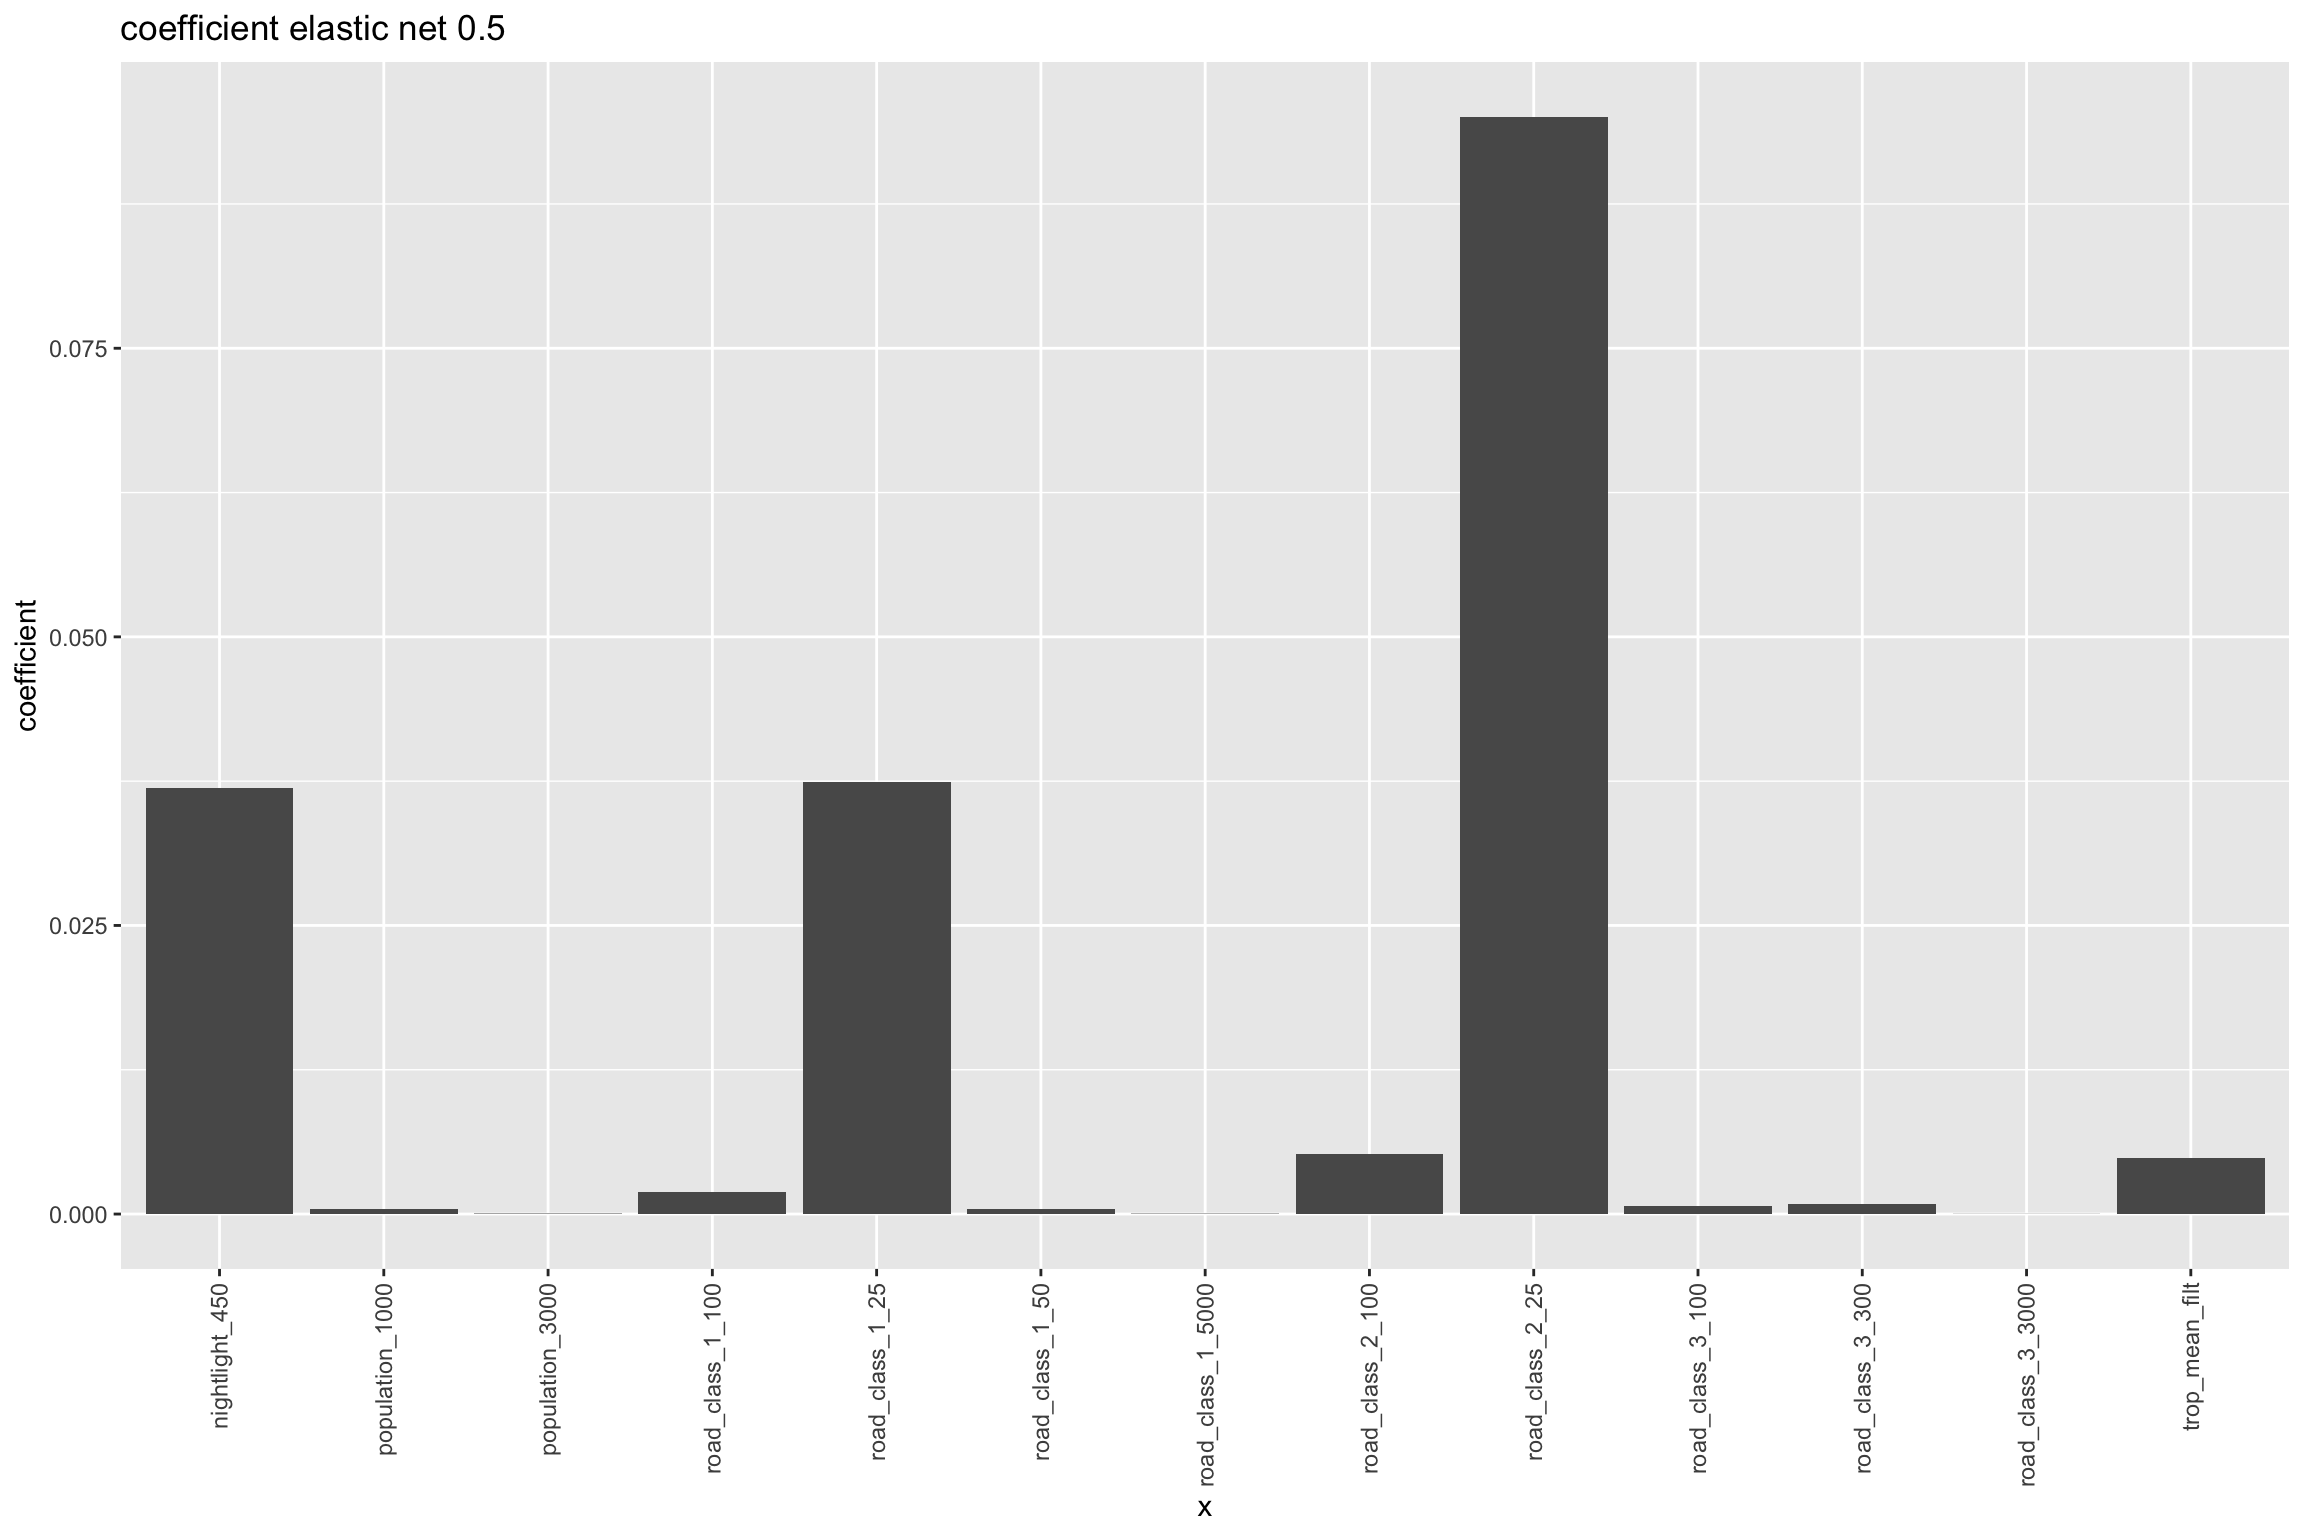 coefficient elastic net 0.5
coefficient
0.075
0.050
0.025
0.000
nightlight_450
population_1000
population_3000
road_class_1_100
road_class_1_25
road_class_1_50
road_class_1_5000
road_class_2_100
road_class_2_25
road_class_3_100
road_class_3_300
road_class_3_3000
trop_mean_filt
x